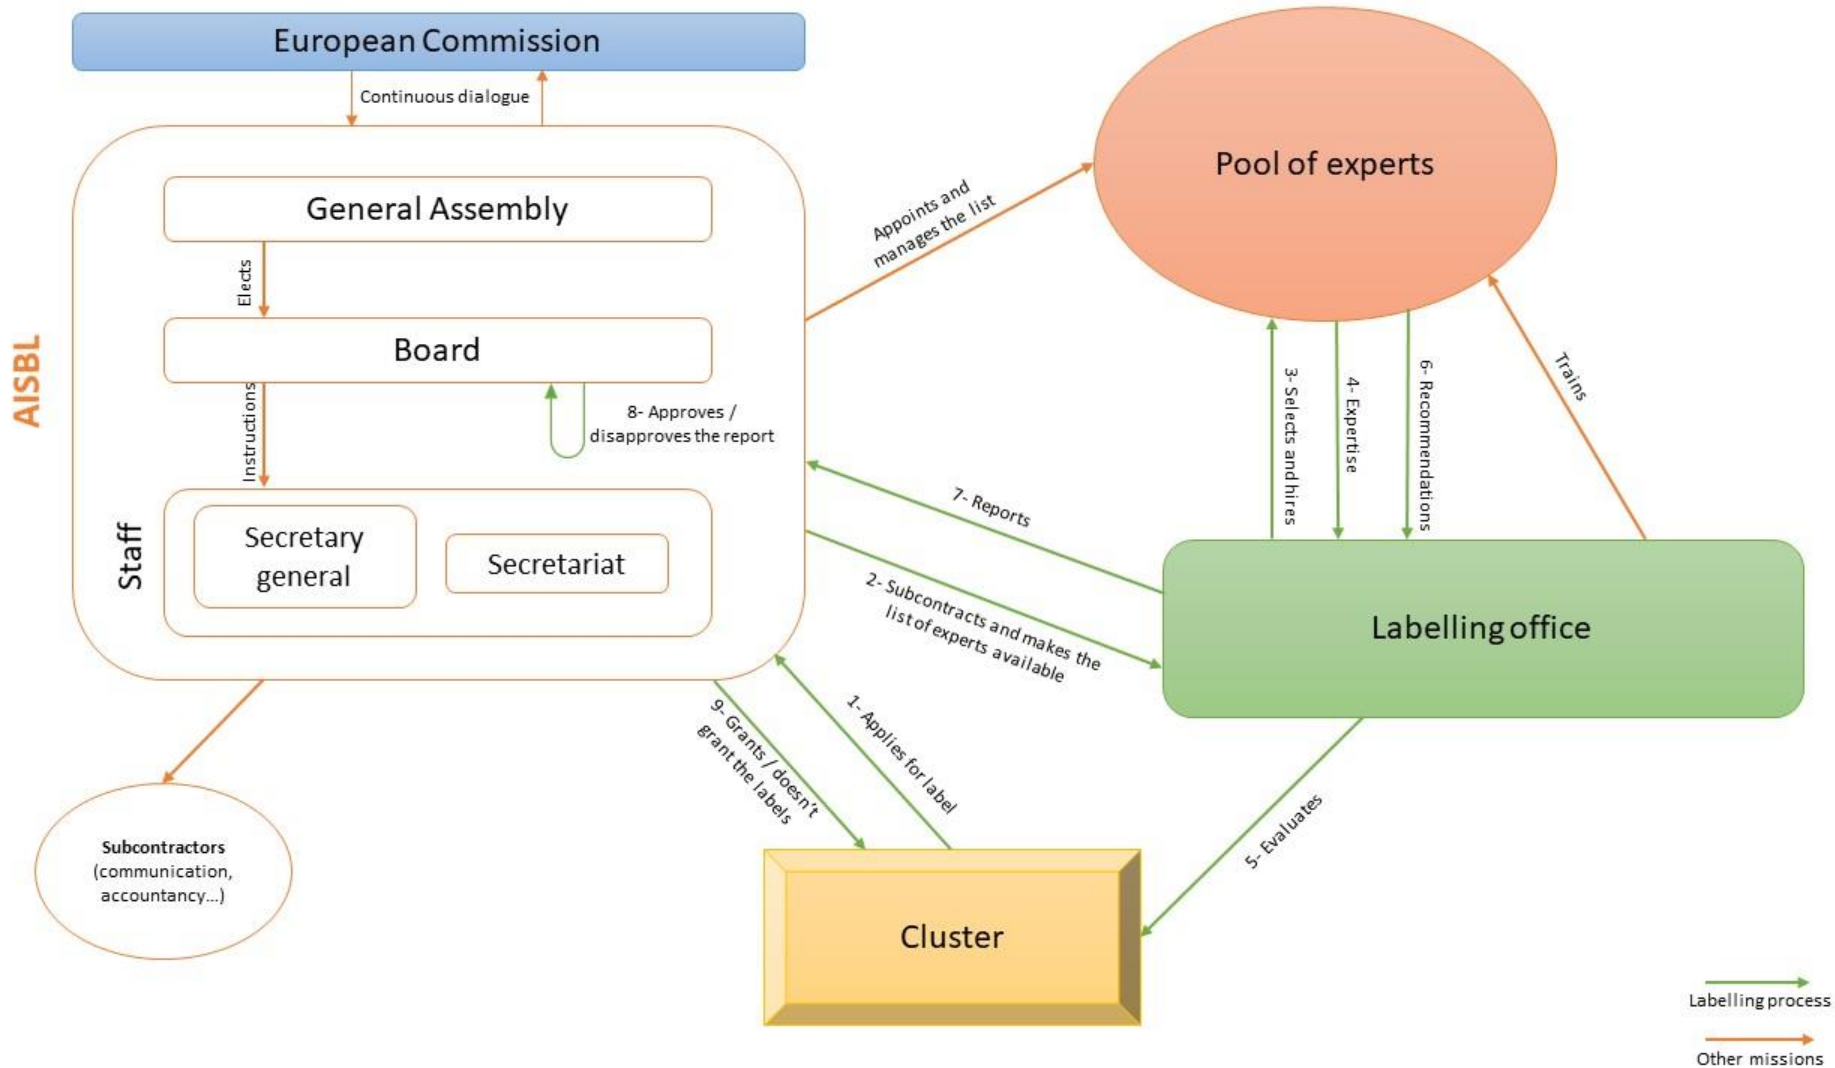 European Commission
Continuous dialogue
AISBL
General Assembly
Elects
Board
Instructions
8- Approves /
disapproves the report
Staff
Secretary
general
Secretariat
Subcontractors
(communication,
accountancy...)
Appoints and
manages the list
Pool of experts
3- Selects and hires
4- Expertise
6- Recommendations
Trains
7- Reports
2- Subcontracts and makes the
list of experts available
Labelling office
9- Grants / doesn't
grant the labels
1- Applies for label
5- Evaluates
Cluster
Labelling process
Other missions